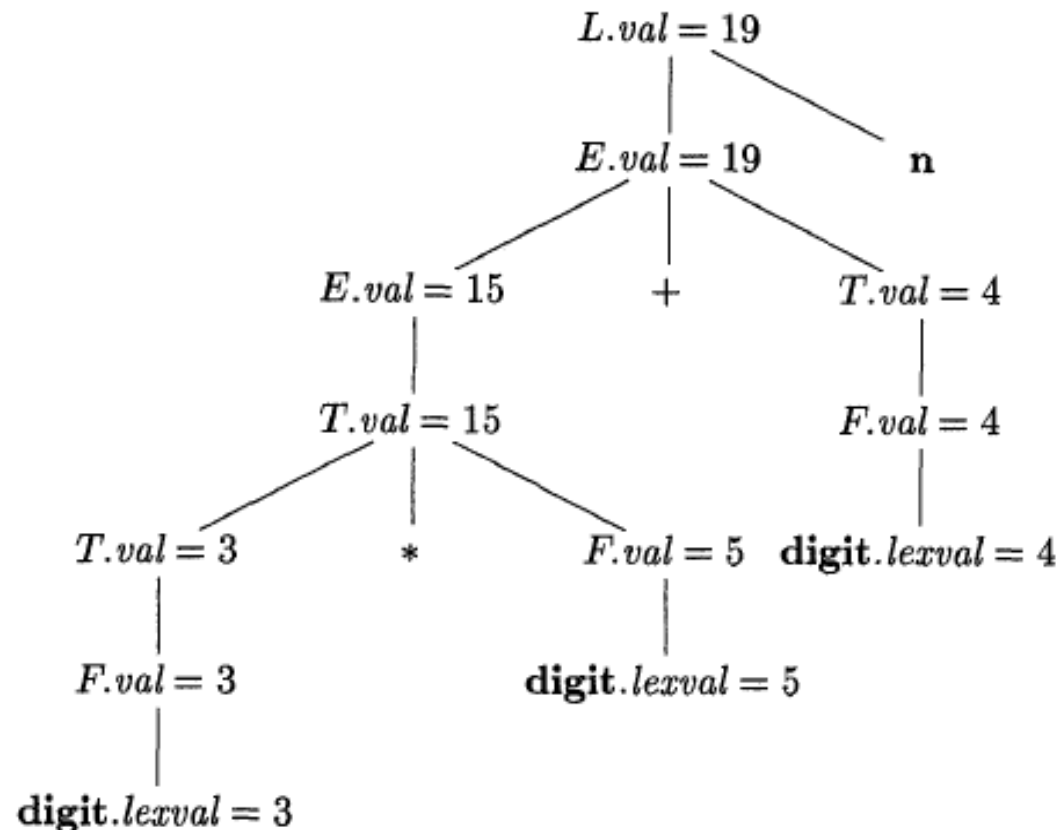 L.val = 19
E.val = 19 n
E.val = 15 + T.val = 4
T.val = 15 F.val = 4
T.val = 3 * F.val = 5 digit.lexval = 4
F.val = 3 digit.lexval = 5
digit.lexval = 3